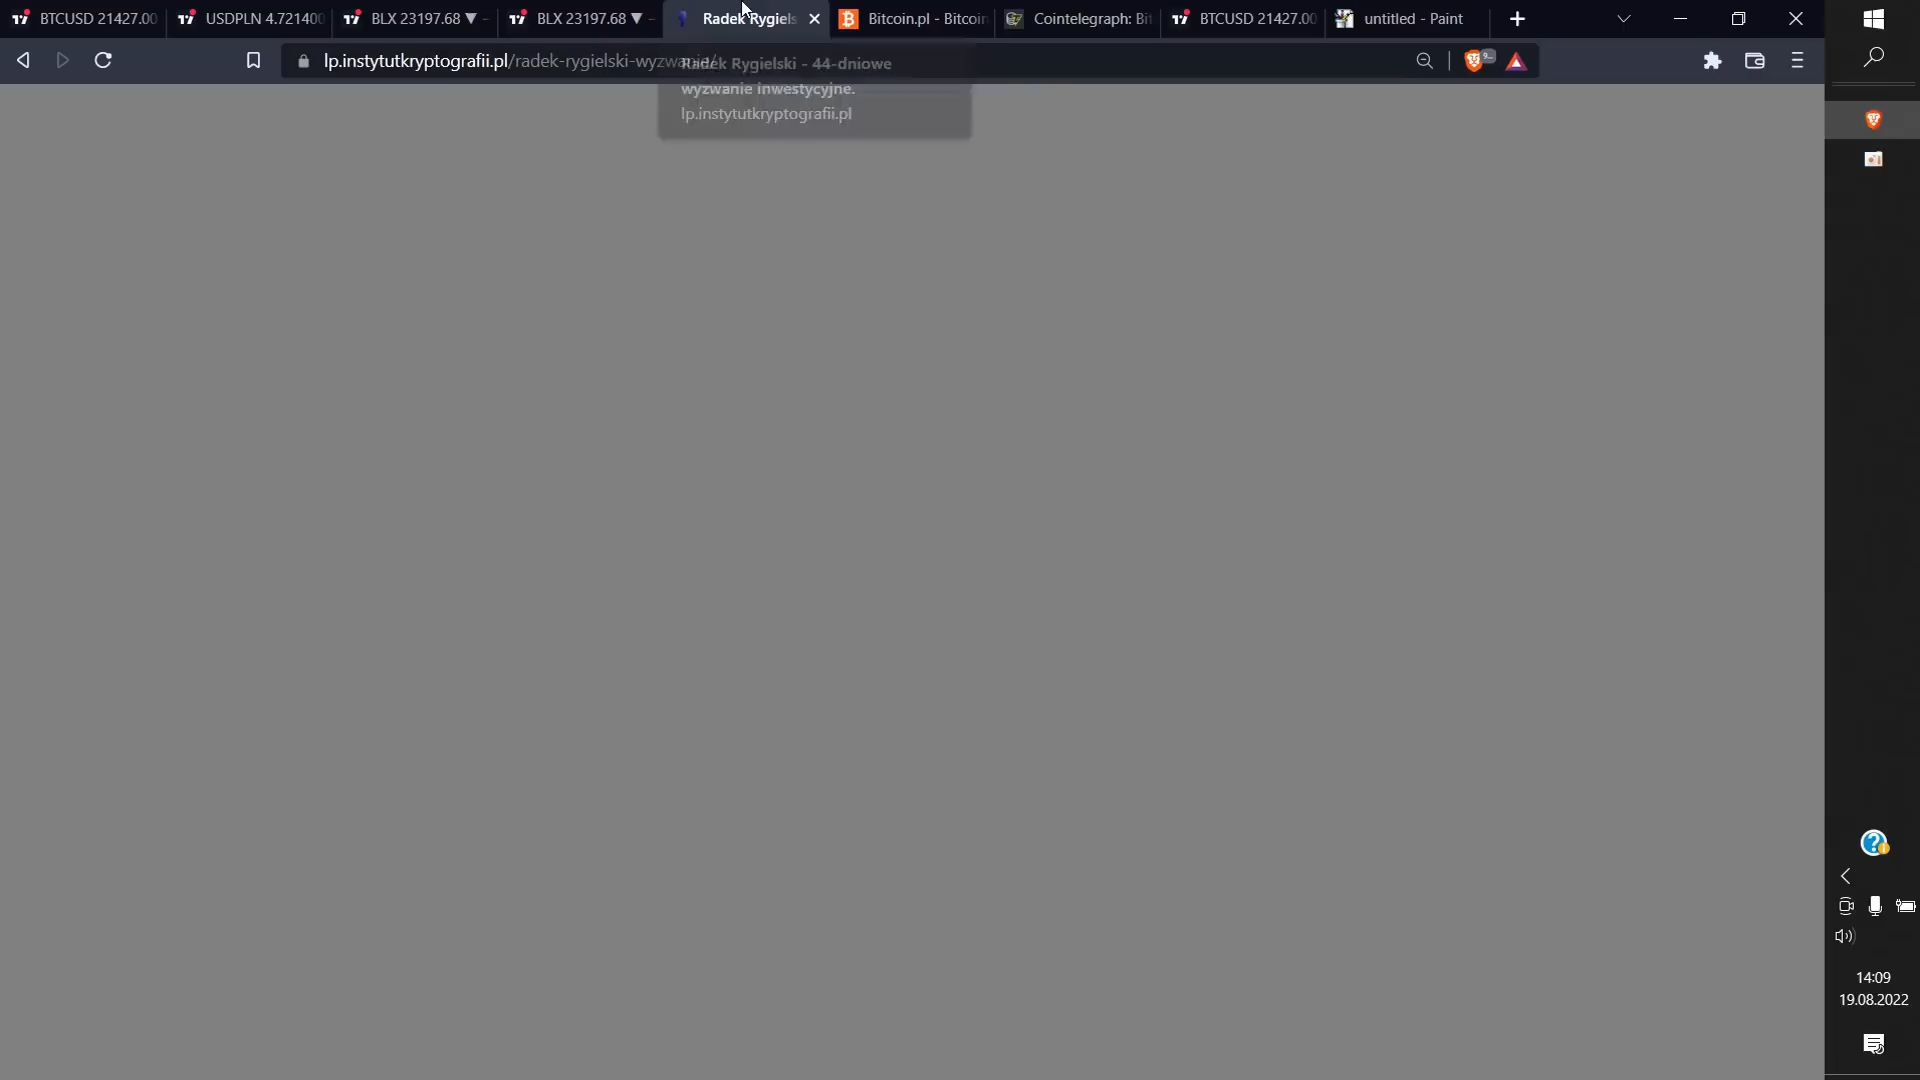 BTCUSD 21427.00
USDPLN 4.721400
BLX 23197.68 ▼ -
BLX 23197.68 ▼ -
Radek Rygiels
Bitcoin.pl - Bitcoin
Cointelegraph: Bi
BTCUSD 21427.00
untitled - Paint
lp.instytutkryptografii.pl/radek-rygielski-wyzwanie/
Radek Rygielski - 44-dniowe
wyzwanie inwestycyjne.
lp.instytutkryptografii.pl
14:09
19.08.2022